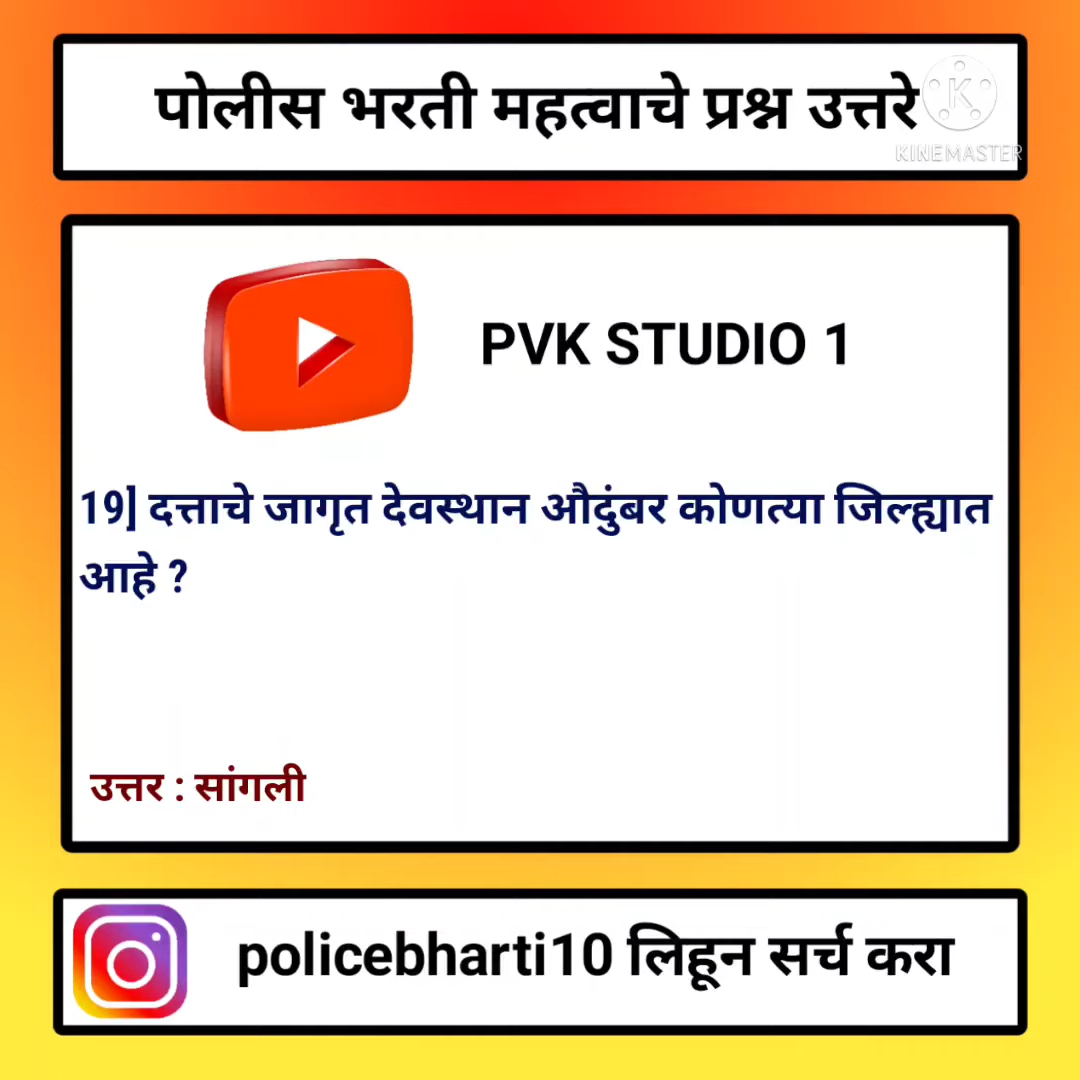 पोलीस भरती महत्वाचे प्रश्न उत्तरे
K
KINEMASTER
PVK STUDIO 1
19] दत्ताचे जागृत देवस्थान औदुंबर कोणत्या जिल्ह्यात
आहे ?
उत्तर : सांगली
policebharti10 लिहून सर्च करा